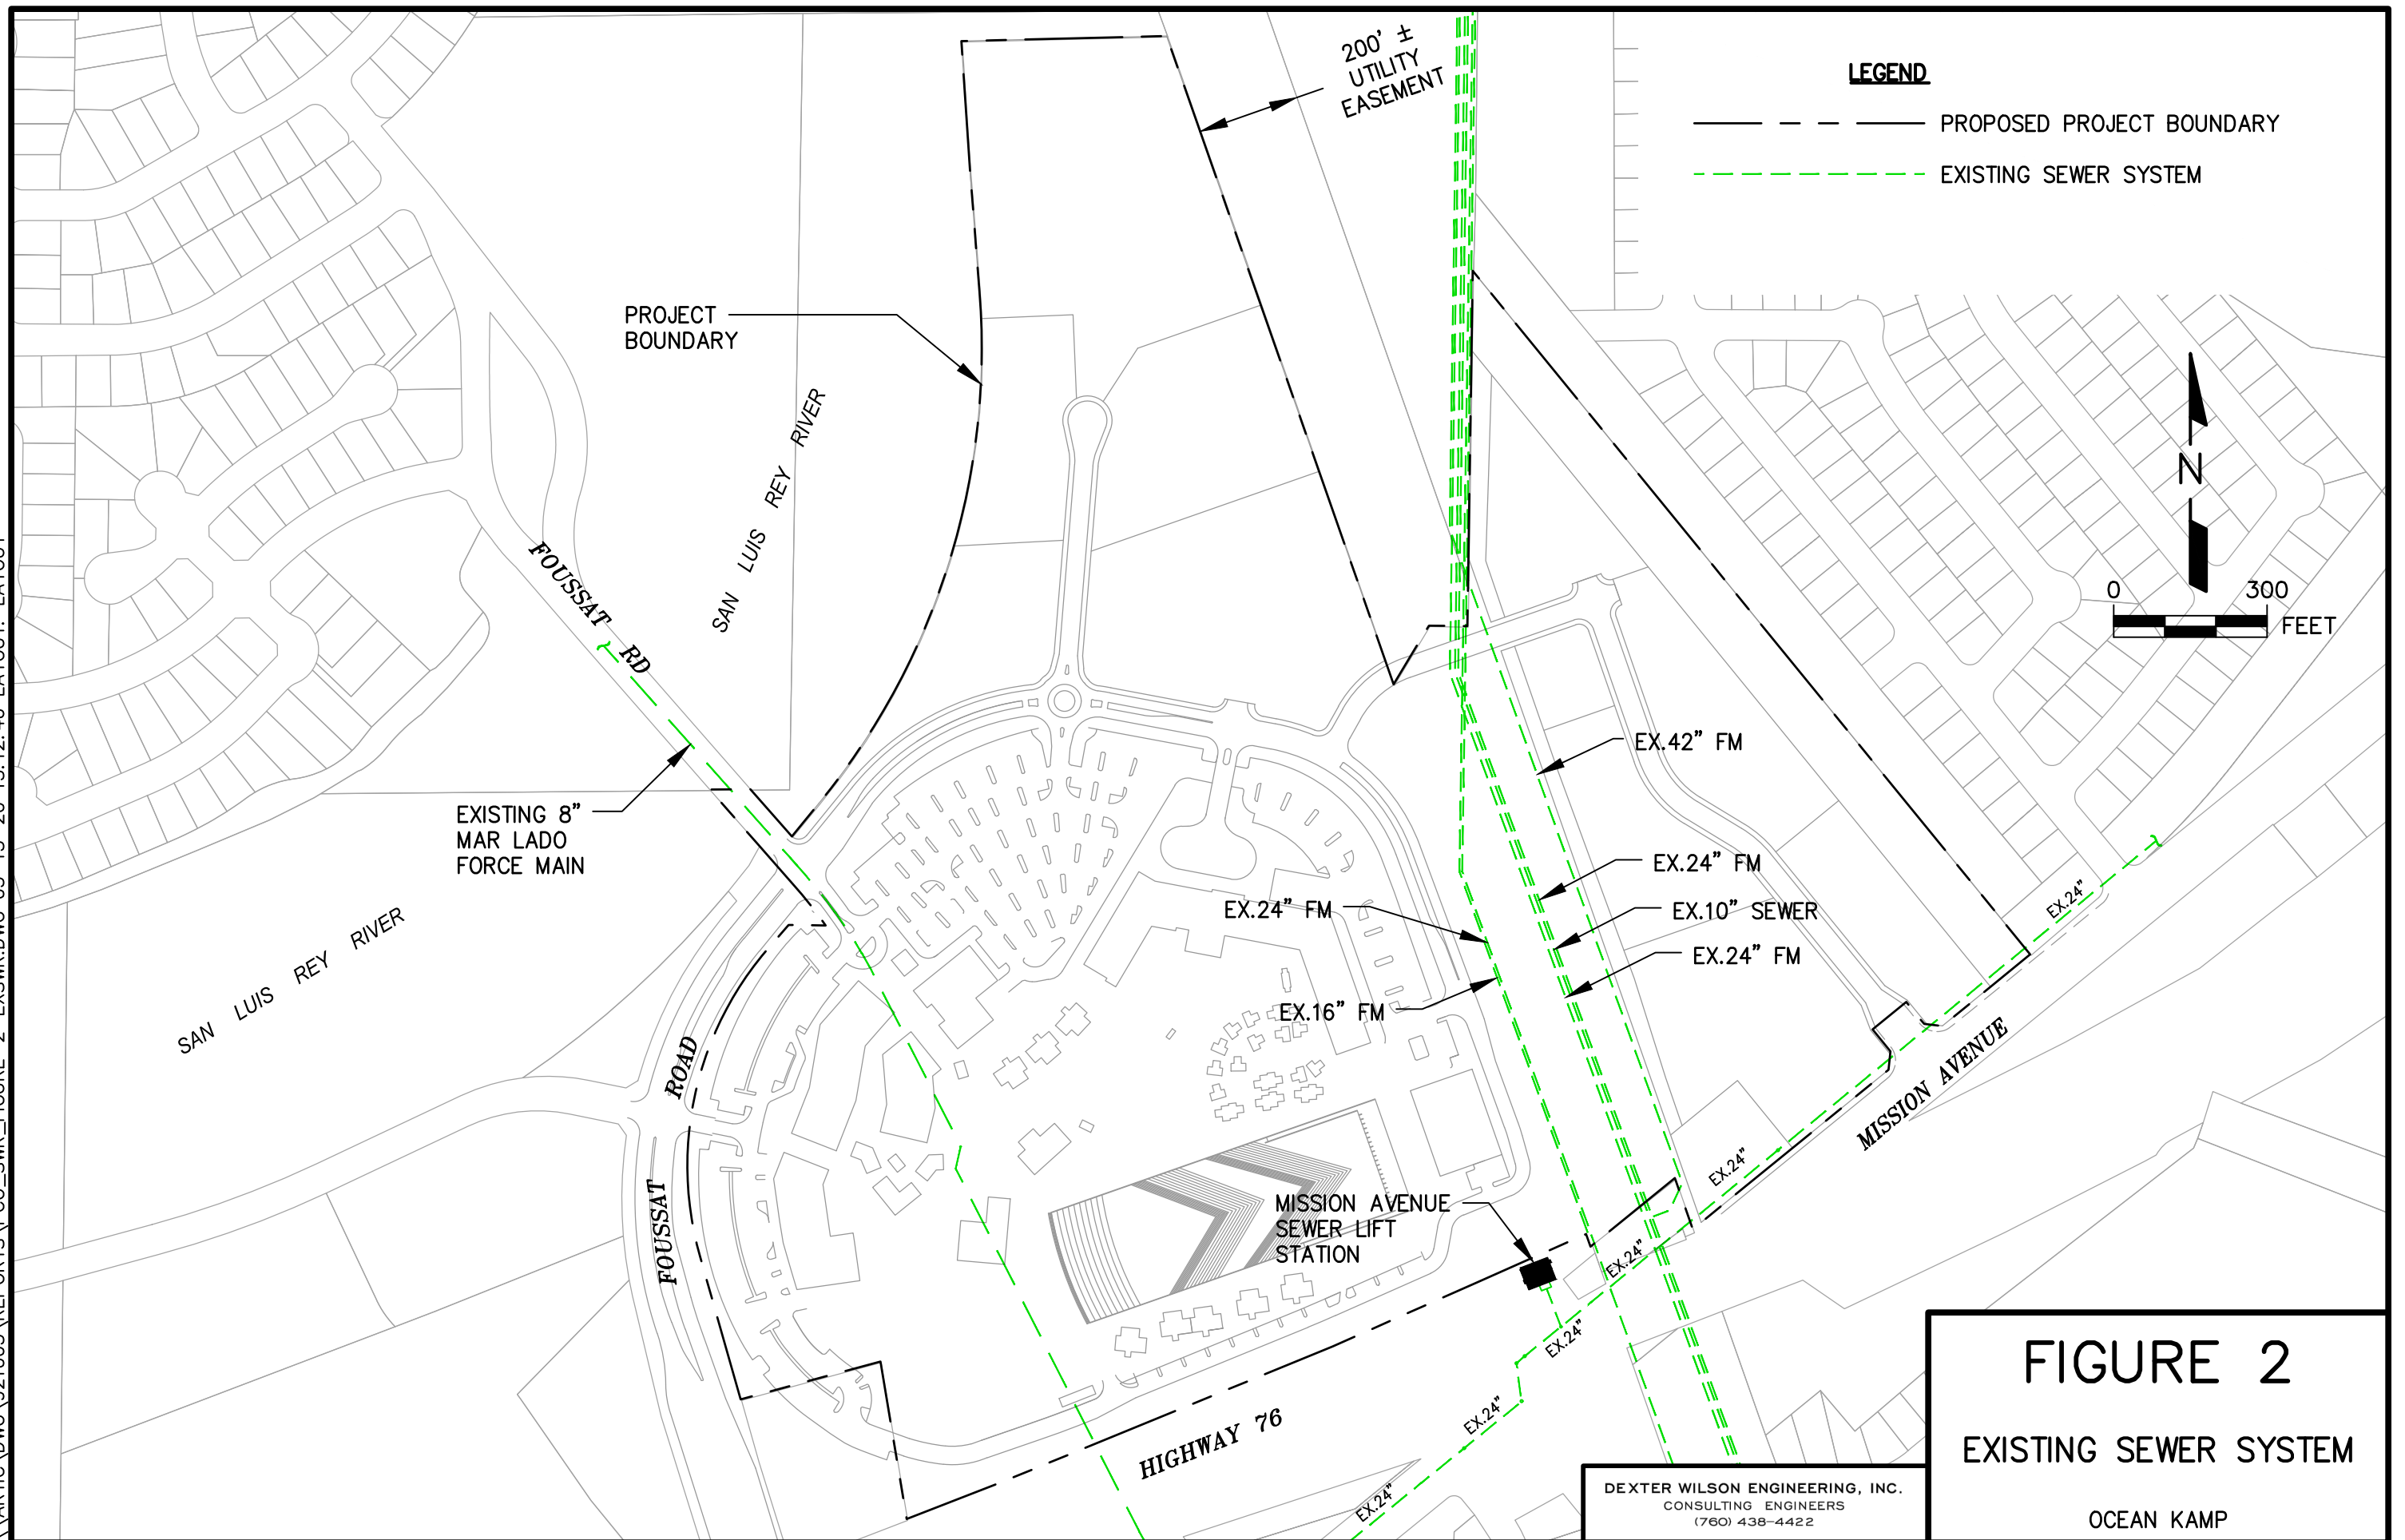 200' ±
UTILITY
EASEMENT
LEGEND
PROPOSED PROJECT BOUNDARY
EXISTING SEWER SYSTEM
PROJECT
BOUNDARY
SAN LUIS REY RIVER
N
0 300
FEET
FOUSSAT RD
EX.42" FM
EXISTING 8"
MAR LADO
FORCE MAIN
EX.24" FM
EX.24" FM
EX.10" SEWER
EX.24" FM
EX.16" FM
EX.24"
SAN LUIS REY RIVER
FOUSSAT ROAD
MISSION AVENUE
EX.24"
MISSION AVENUE
SEWER LIFT
STATION
EX.24"
EX.24"
EX.24"
EX.24"
HIGHWAY 76
FIGURE 2
EXISTING SEWER SYSTEM
OCEAN KAMP
DEXTER WILSON ENGINEERING, INC.
CONSULTING ENGINEERS
(760) 438-4422